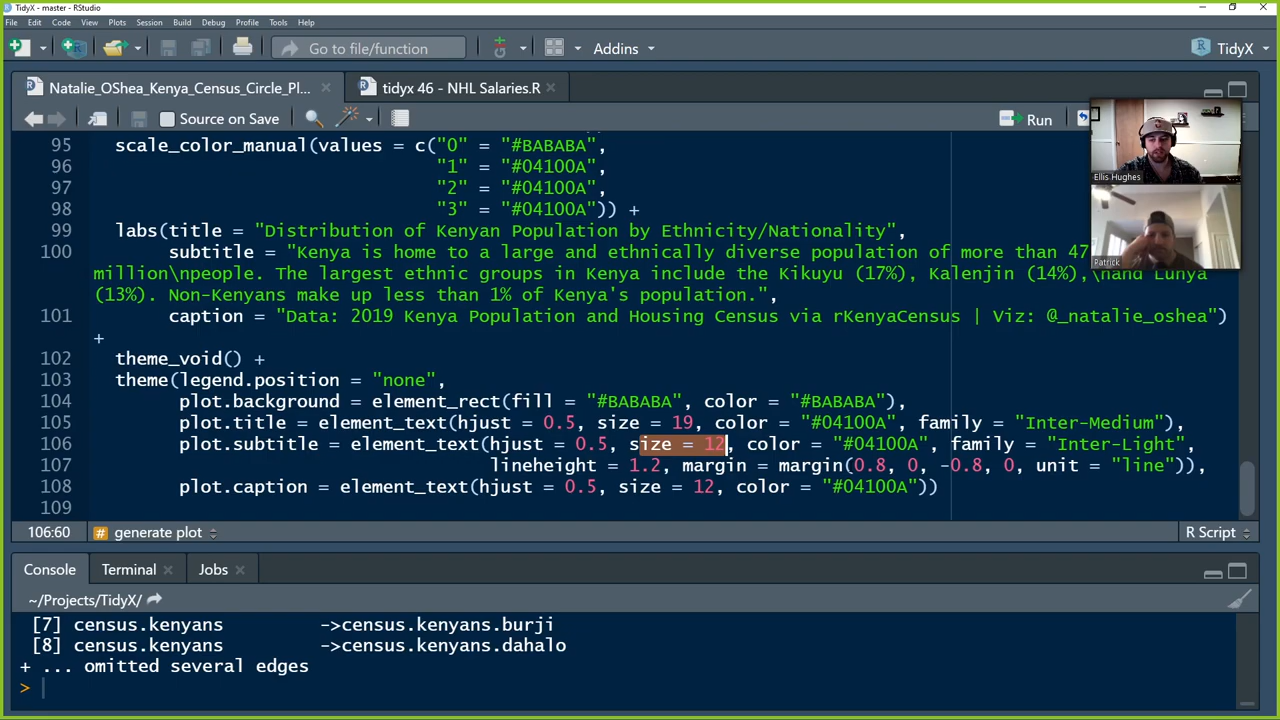 TidyX - master - RStudio
File Edit Code View Plots Session Build Debug Profile Tools Help
Go to file/function Addins TidyX
Natalie_OShea_Kenya_Census_Circle_Pl... tidyx 46 - NHL Salaries.R
Source on Save Run
95 scale_color_manual(values = c("0" = "#BABABA",
96 "1" = "#04100A",
97 "2" = "#04100A",
98 "3" = "#04100A")) +
99 labs(title = "Distribution of Kenyan Population by Ethnicity/Nationality",
100 subtitle = "Kenya is home to a large and ethnically diverse population of more than 47
million\npeople. The largest ethnic groups in Kenya include the Kikuyu (17%), Kalenjin (14%),\nand Luhya
(13%). Non-Kenyans make up less than 1% of Kenya's population.",
101 caption = "Data: 2019 Kenya Population and Housing Census via rKenyaCensus | Viz: @_natalie_oshea")
+
102 theme_void() +
103 theme(legend.position = "none",
104 plot.background = element_rect(fill = "#BABABA", color = "#BABABA"),
105 plot.title = element_text(hjust = 0.5, size = 19, color = "#04100A", family = "Inter-Medium"),
106 plot.subtitle = element_text(hjust = 0.5, size = 12, color = "#04100A", family = "Inter-Light",
107 lineheight = 1.2, margin = margin(0.8, 0, -0.8, 0, unit = "line")),
108 plot.caption = element_text(hjust = 0.5, size = 12, color = "#04100A"))
109
Ellis Hughes
Patrick
106:60 # generate plot R Script
Console Terminal Jobs
~/Projects/TidyX/
[7] census.kenyans ->census.kenyans.burji
[8] census.kenyans ->census.kenyans.dahalo
+ ... omitted several edges
>